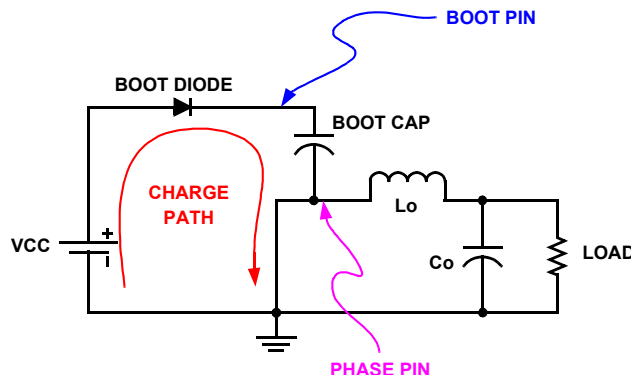 BOOT PIN
BOOT DIODE
BOOT CAP
CHARGE
PATH
Lo
VCC
+
Co
LOAD
PHASE PIN